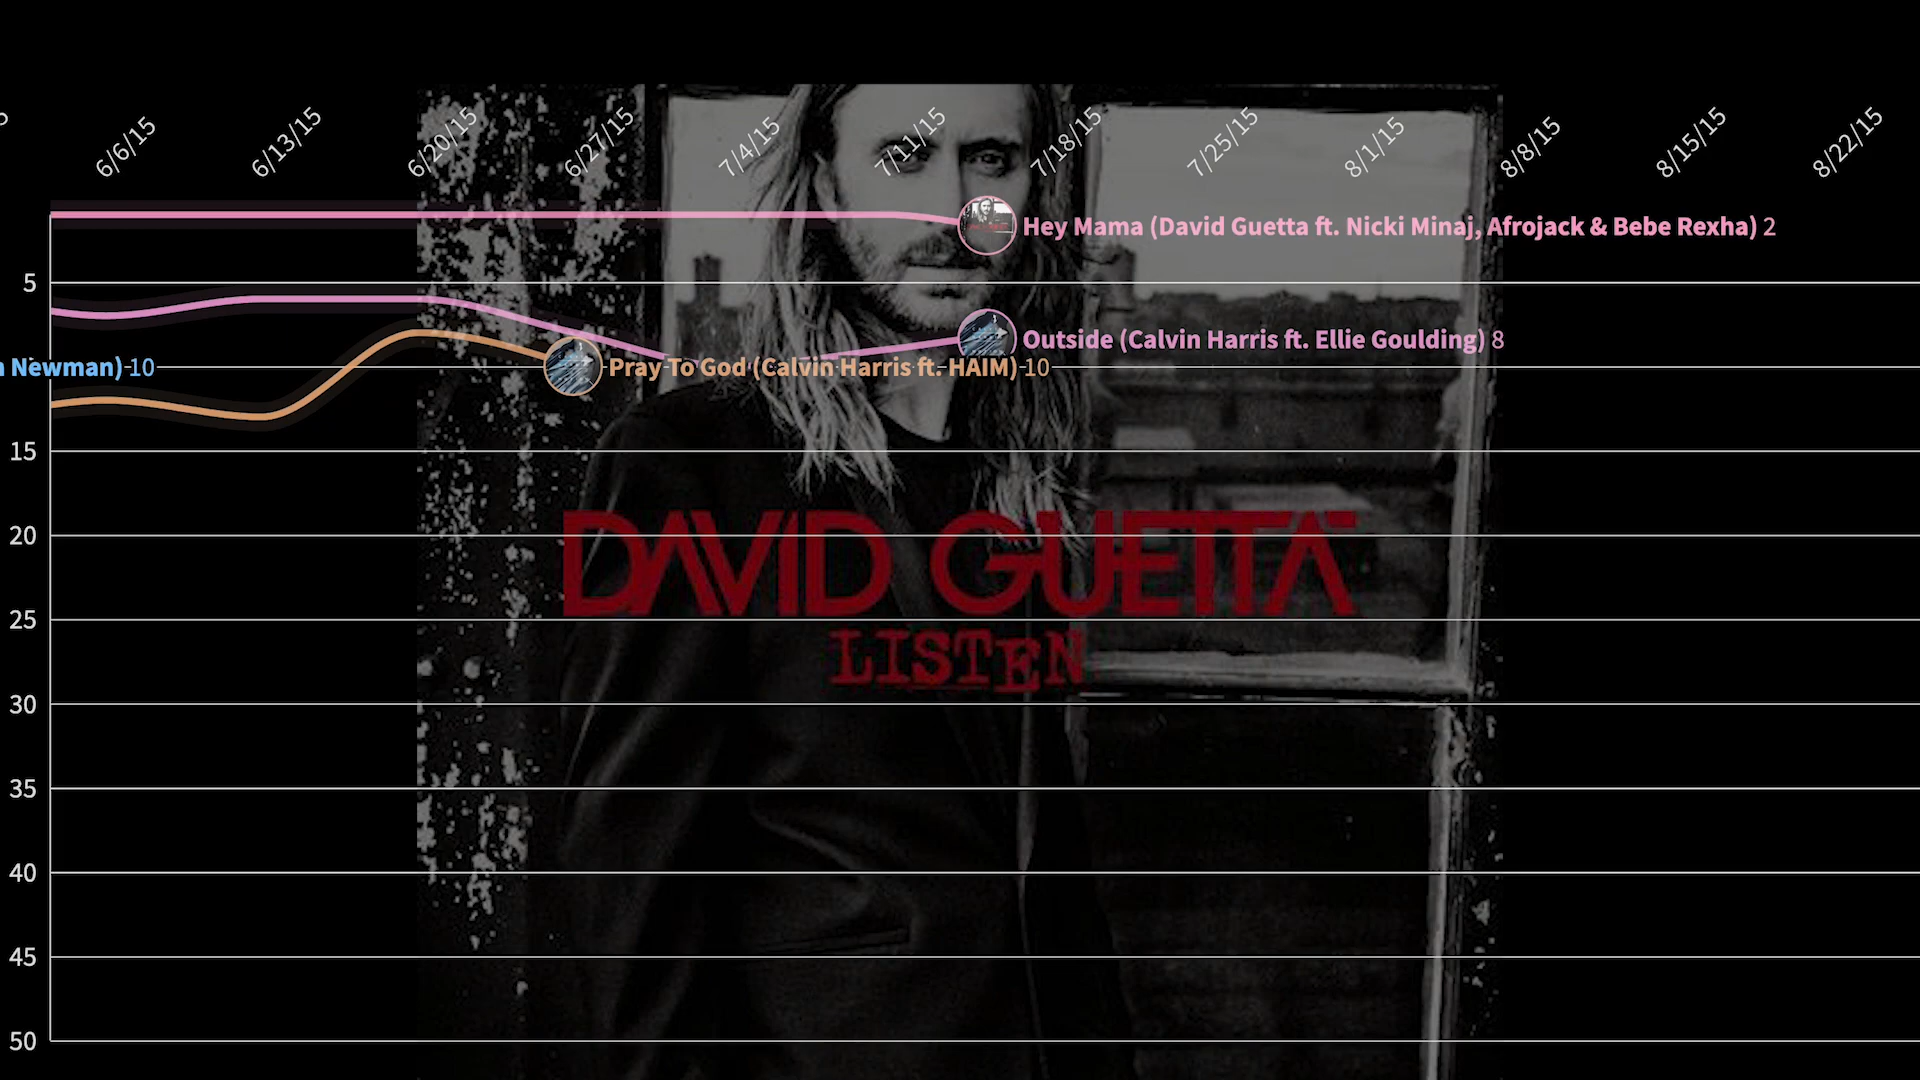 6/6/15 6/13/15 6/20/15 6/27/15 7/4/15 7/11/15 7/18/15 7/25/15 8/1/15 8/8/15 8/15/15 8/22/15
Hey Mama (David Guetta ft. Nicki Minaj, Afrojack & Bebe Rexha) 2
5
Outside (Calvin Harris ft. Ellie Goulding) 8
Newman) 10
Pray To God (Calvin Harris ft. HAIM) 10
15
20
DAVID GUETTA
25
LISTEN
30
35
40
45
50